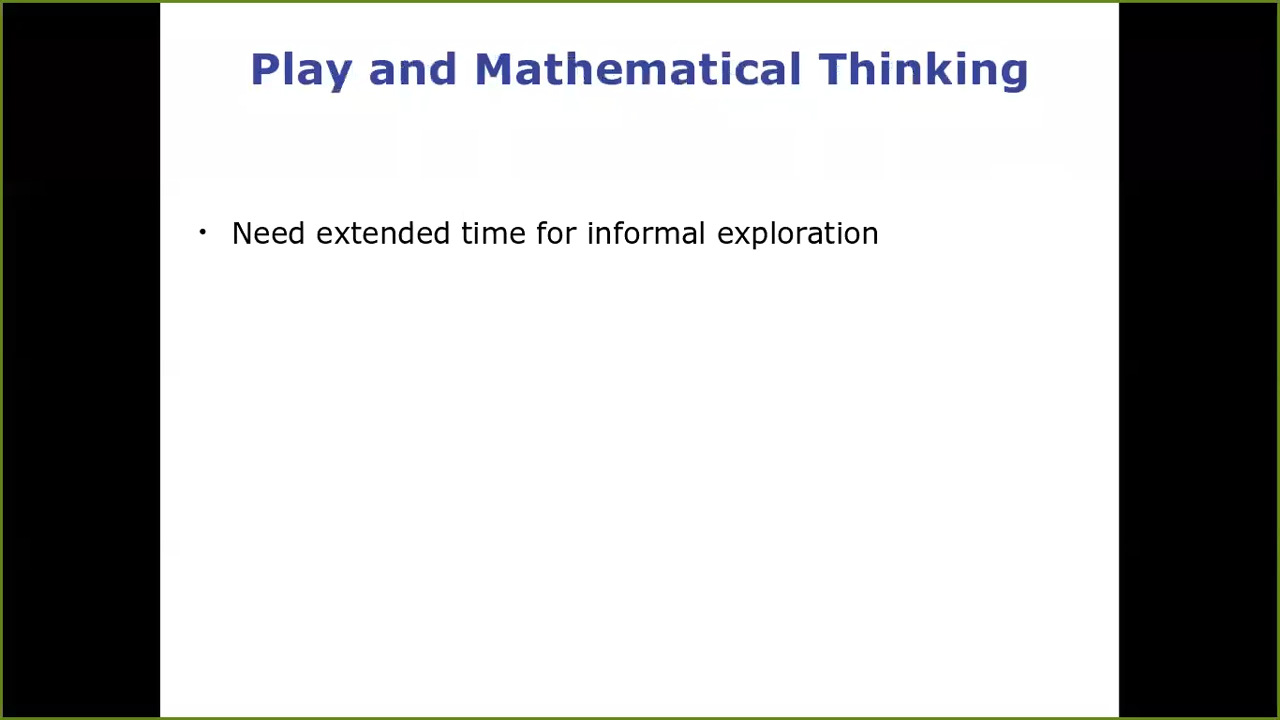 Play and Mathematical Thinking
• Need extended time for informal exploration